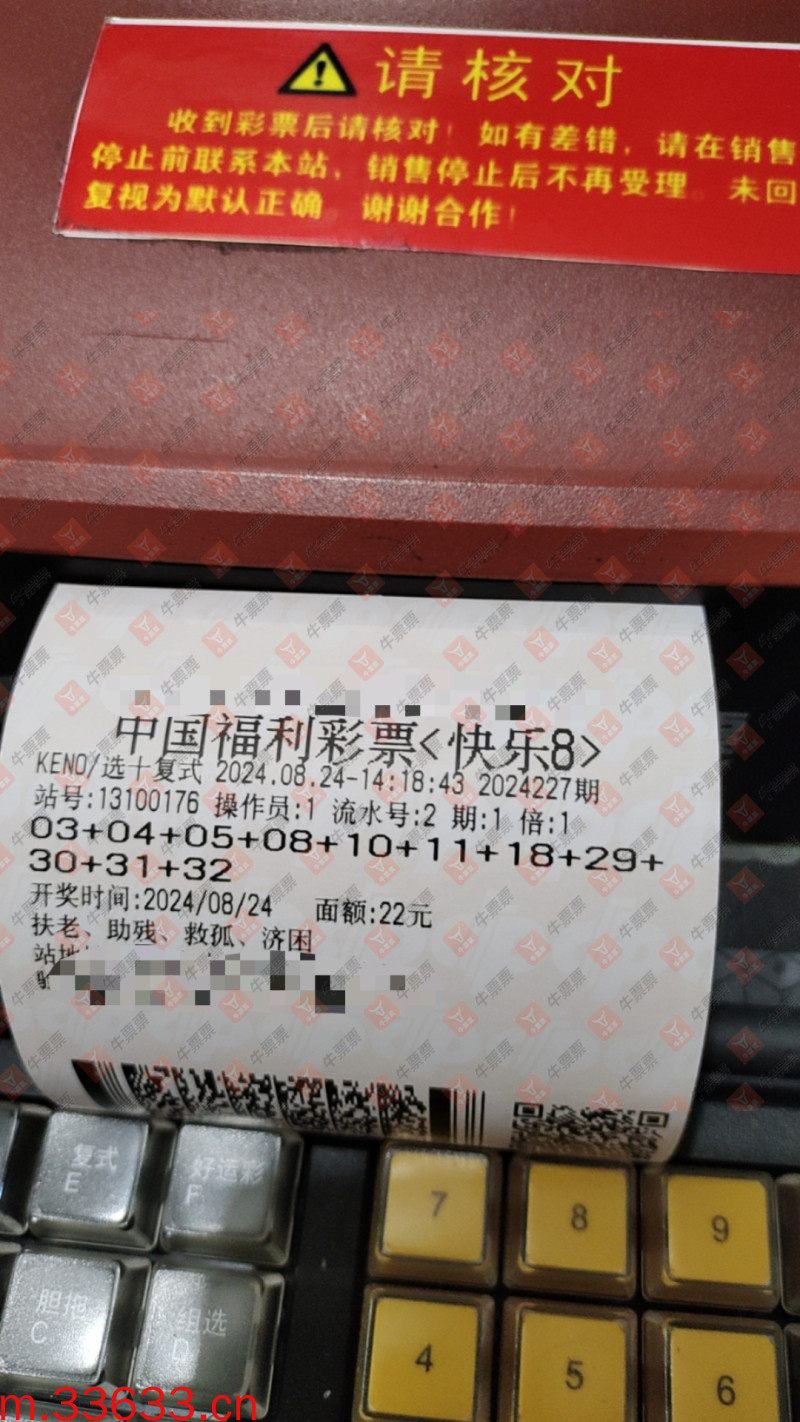 请核对
收到彩票后请核对！如有差错，请在销售
停止前联系本站，销售停止后不再受理。未回
复视为默认正确。谢谢合作！
中国福利彩票<快乐8>
KENO/选十复式 2024.08.24-14:18:43 2024227期
站号:13100176 操作员:1 流水号:2 期:1 倍:1
03+04+05+08+10+11+18+29+
30+31+32
开奖时间:2024/08/24 面额:22元
扶老、助残、救孤、济困
站地
复式 好运彩 7 8 9
E F
胆拖 组选 4 5 6
C D
牛票票
m.33633.cn